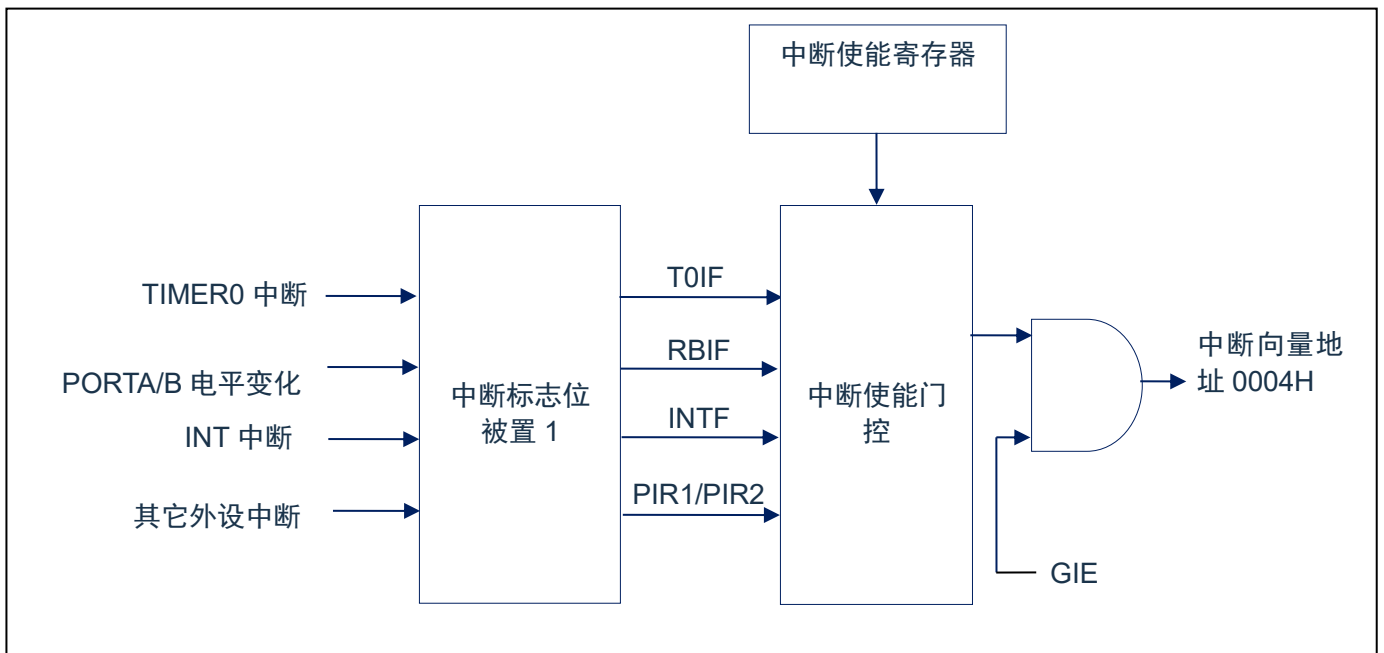 中断使能寄存器
TIMER0 中断
PORTA/B 电平变化
INT 中断
其它外设中断
中断标志位
被置 1
T0IF
RBIF
INTF
PIR1/PIR2
中断使能门
控
GIE
中断向量地
址 0004H